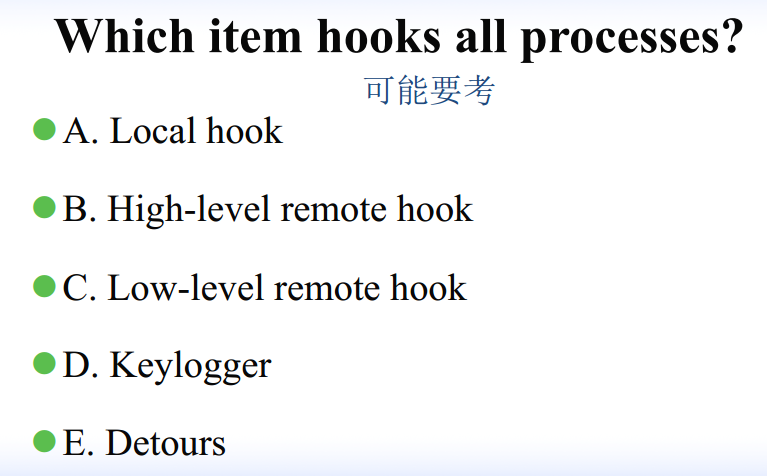 Which item hooks all processes?
可能要考
A. Local hook
B. High-level remote hook
C. Low-level remote hook
D. Keylogger
E. Detours